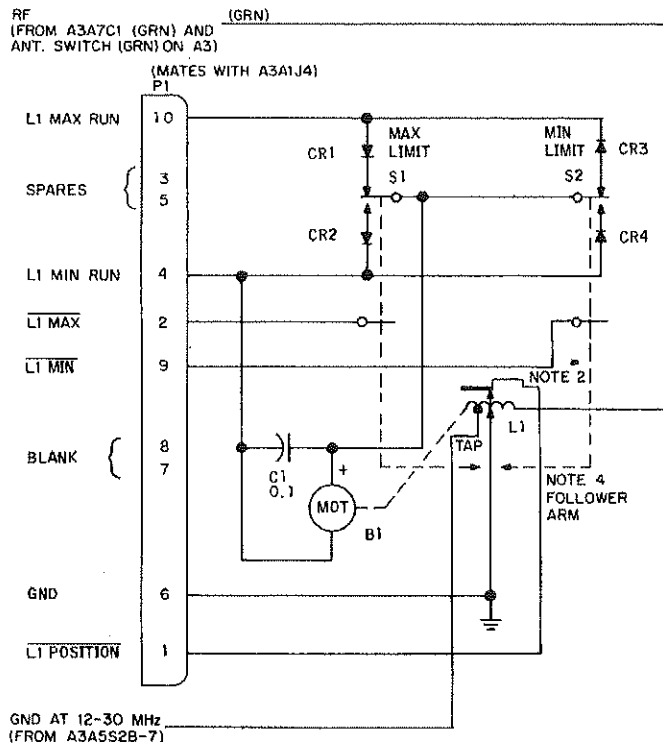 RF (GRN)
(FROM A3A7C1 (GRN) AND
ANT. SWITCH (GRN) ON A3)
(MATES WITH A3A1J4)
P1
L1 MAX RUN 10
CR1
MAX
LIMIT
MIN
LIMIT
CR3
SPARES { 3
5
S1
S2
CR2
CR4
L1 MIN RUN 4
L1 MAX 2
L1 MIN 9
NOTE 2
TAP
L1
BLANK { 8
7
C1
0.1
+
MOT
B1
NOTE 4
FOLLOWER
ARM
GND 6
L1 POSITION 1
GND AT 12-30 MHz
(FROM A3A5S2B-7)